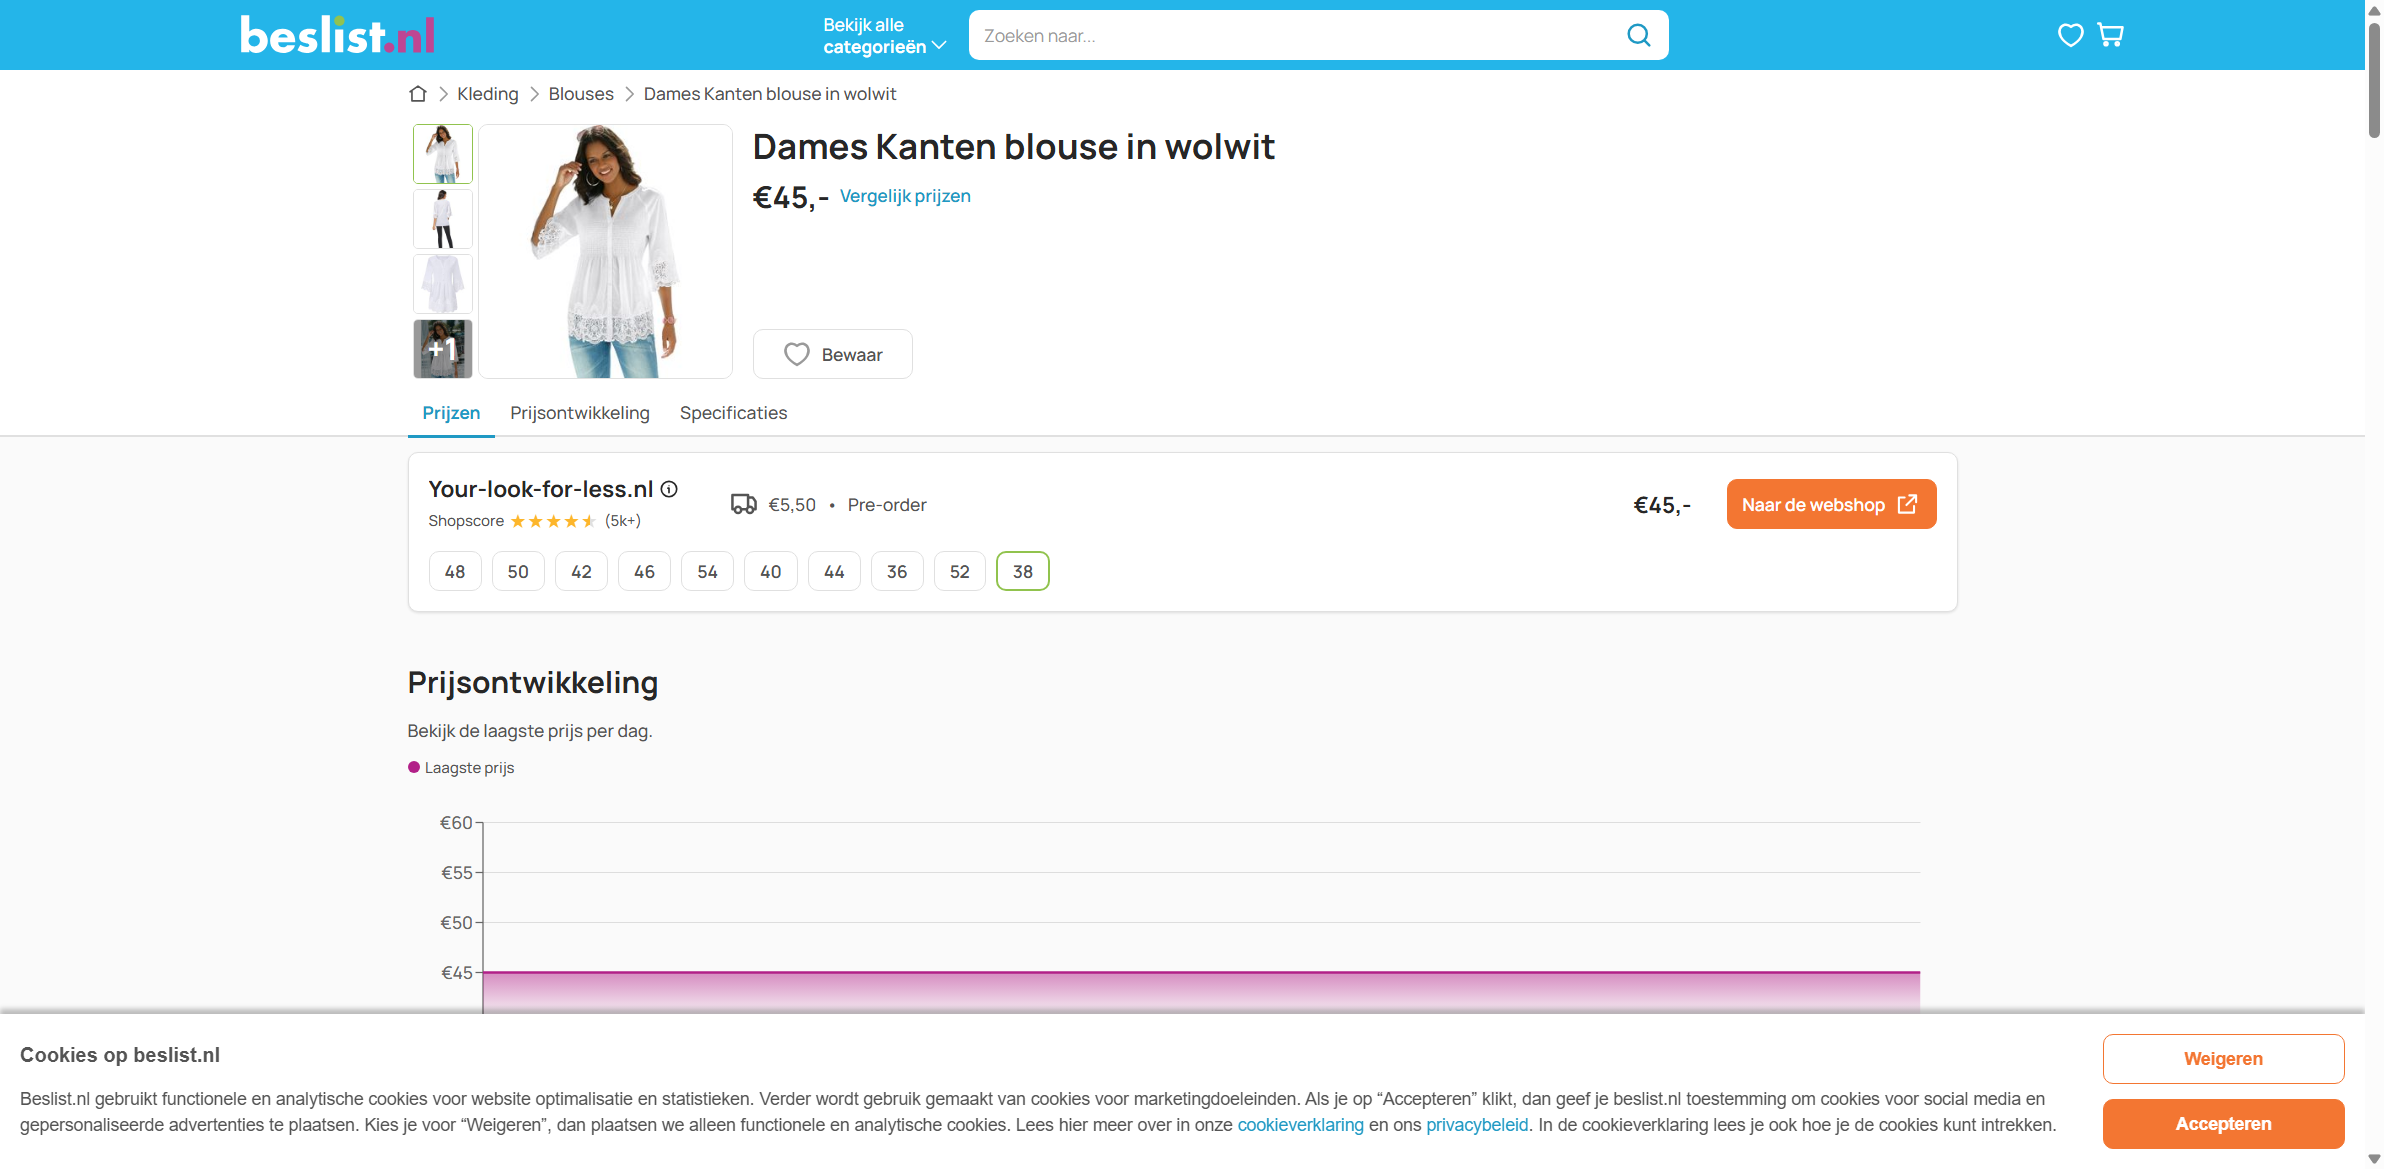 beslist.nl
Bekijk alle
categorieën
Zoeken naar...
Kleding
Blouses
Dames Kanten blouse in wolwit
+1
Dames Kanten blouse in wolwit
€45,- Vergelijk prijzen
Bewaar
Prijzen
Prijsontwikkeling
Specificaties
Your-look-for-less.nl
Shopscore (5k+)
€5,50 • Pre-order
€45,-
Naar de webshop
48 50 42 46 54 40 44 36 52 38
Prijsontwikkeling
Bekijk de laagste prijs per dag.
Laagste prijs
€60
€55
€50
€45
Cookies op beslist.nl
Beslist.nl gebruikt functionele en analytische cookies voor website optimalisatie en statistieken. Verder wordt gebruik gemaakt van cookies voor marketingdoeleinden. Als je op “Accepteren” klikt, dan geef je beslist.nl toestemming om cookies voor social media en
gepersonaliseerde advertenties te plaatsen. Kies je voor “Weigeren”, dan plaatsen we alleen functionele en analytische cookies. Lees hier meer over in onze cookieverklaring en ons privacybeleid. In de cookieverklaring lees je ook hoe je de cookies kunt intrekken.
Weigeren
Accepteren